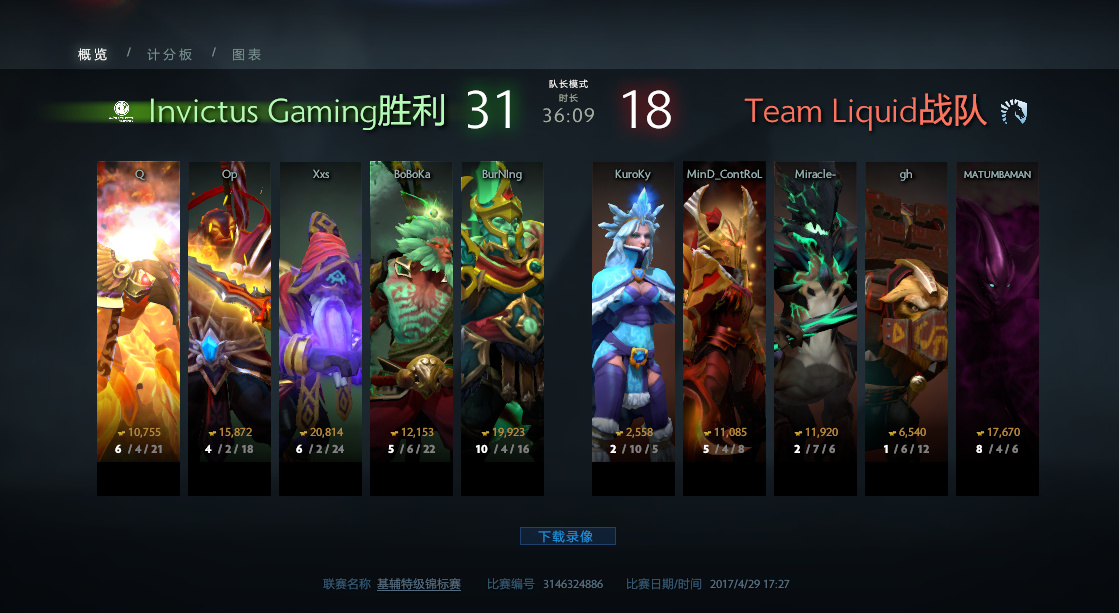 概览 / 计分板 / 图表
队长模式
Invictus Gaming胜利 31 时长 18 Team Liquid战队
36:09
Q Op Xxs BoBoKa BurNIng KuroKy MinD_ContRoL Miracle- gh MATUMBAMAN
10,755 15,872 20,814 12,153 19,923 2,558 11,085 11,920 6,540 17,670
6 / 4 / 21 4 / 2 / 18 6 / 2 / 24 5 / 6 / 22 10 / 4 / 16 2 / 10 / 5 5 / 4 / 8 2 / 7 / 6 1 / 6 / 12 8 / 4 / 6
下载录像
联赛名称 基辅特级锦标赛 比赛编号 3146324886 比赛日期/时间 2017/4/29 17:27